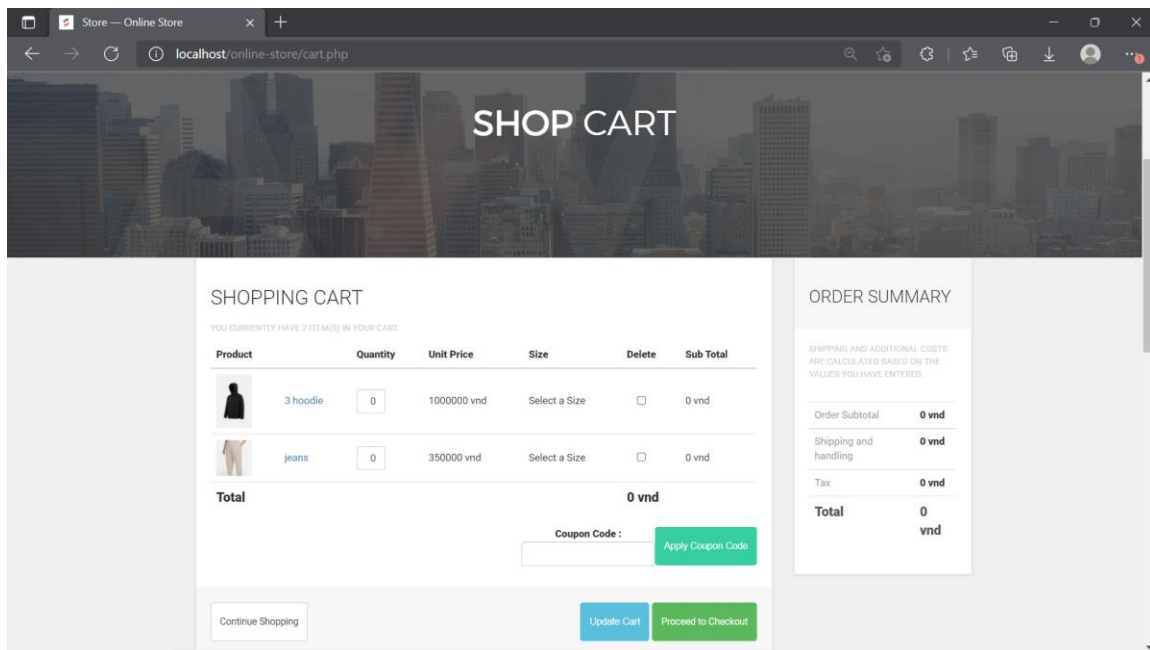 Store — Online Store
localhost/online-store/cart.php
SHOP CART
SHOPPING CART
YOU CURRENTLY HAVE 2 ITEM(S) IN YOUR CART.
Product Quantity Unit Price Size Delete Sub Total
3 hoodie 0 1000000 vnd Select a Size 0 vnd
jeans 0 350000 vnd Select a Size 0 vnd
Total 0 vnd
Coupon Code :
Apply Coupon Code
Continue Shopping Update Cart Proceed to Checkout
ORDER SUMMARY
SHIPPING AND ADDITIONAL COSTS
ARE CALCULATED BASED ON THE
VALUES YOU HAVE ENTERED.
Order Subtotal 0 vnd
Shipping and 0 vnd
handling
Tax 0 vnd
Total 0
vnd